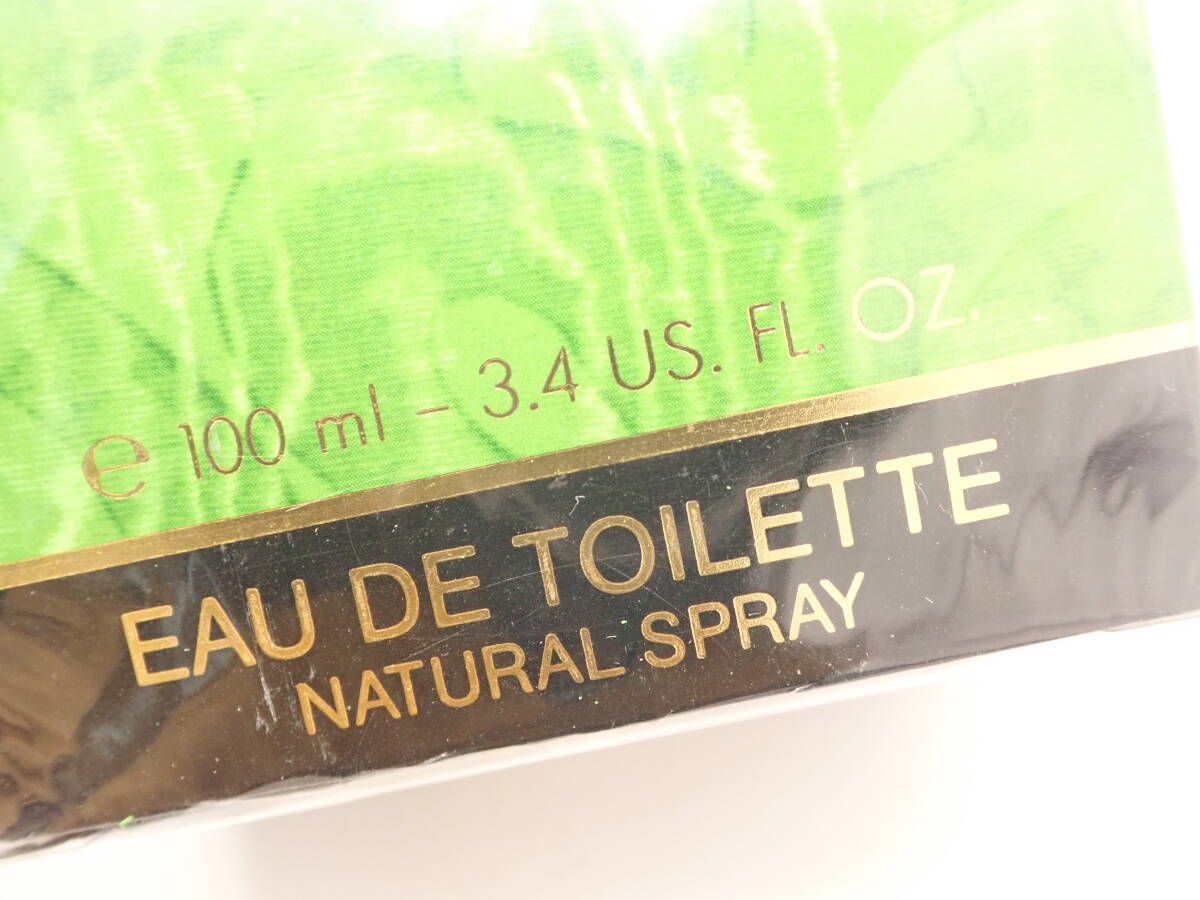 ℮ 100 ml - 3.4 US. FL. OZ.
EAU DE TOILETTE
NATURAL SPRAY